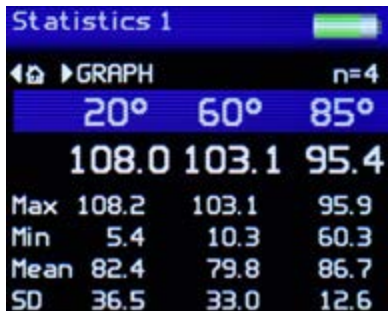 Statistics 1
GRAPH n=4
20° 60° 85°
108.0 103.1 95.4
Max 108.2 103.1 95.9
Min 5.4 10.3 60.3
Mean 82.4 79.8 86.7
SD 36.5 33.0 12.6